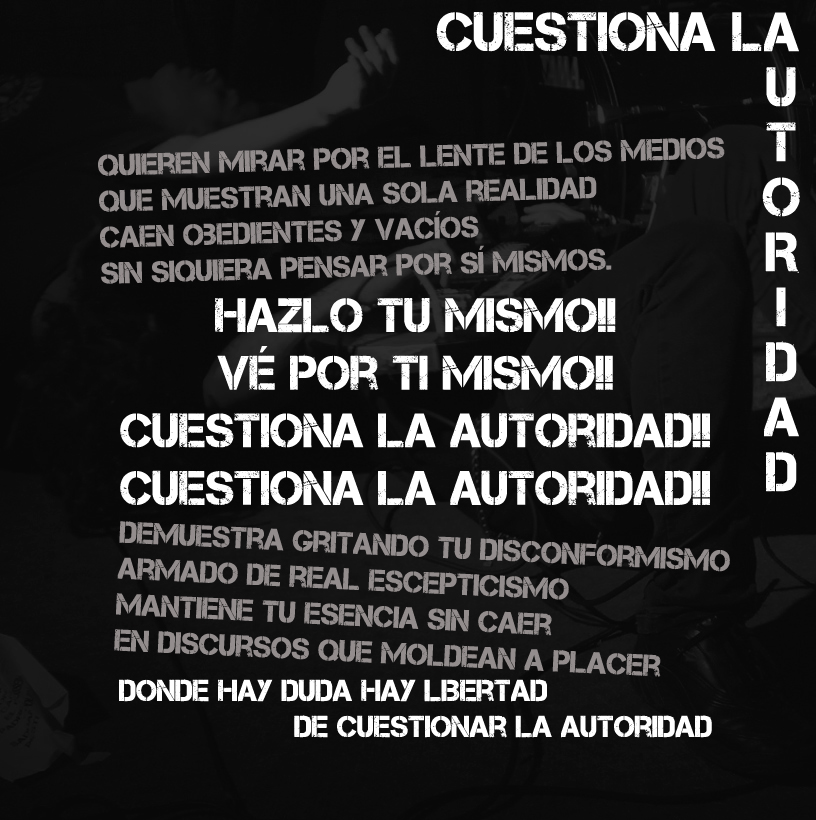 CUESTIONA LA
UTORIDAD
QUIEREN MIRAR POR EL LENTE DE LOS MEDIOS
QUE MUESTRAN UNA SOLA REALIDAD
CAEN OBEDIENTES Y VACÍOS
SIN SIQUIERA PENSAR POR SÍ MISMOS.
HAZLO TU MISMO!!
VÉ POR TI MISMO!!
CUESTIONA LA AUTORIDAD!!
CUESTIONA LA AUTORIDAD!!
DEMUESTRA GRITANDO TU DISCONFORMISMO
ARMADO DE REAL ESCEPTICISMO
MANTIENE TU ESENCIA SIN CAER
EN DISCURSOS QUE MOLDEAN A PLACER
DONDE HAY DUDA HAY LBERTAD
DE CUESTIONAR LA AUTORIDAD